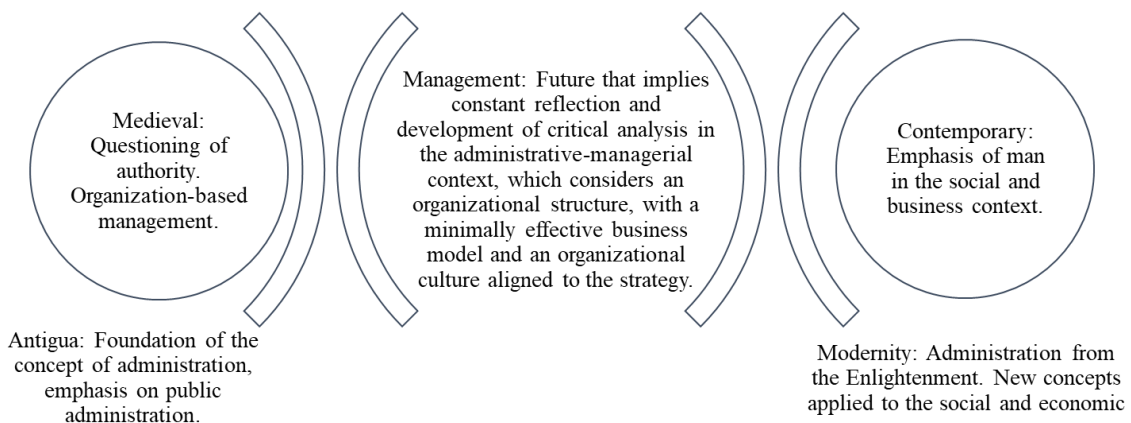 Medieval:
Questioning of
authority.
Organization-based
management.
Antigua: Foundation of the
concept of administration,
emphasis on public
administration.
Management: Future that implies
constant reflection and
development of critical analysis in
the administrative-managerial
context, which considers an
organizational structure, with a
minimally effective business
model and an organizational
culture aligned to the strategy.
Contemporary:
Emphasis of man
in the social and
business context.
Modernity: Administration from
the Enlightenment. New concepts
applied to the social and economic